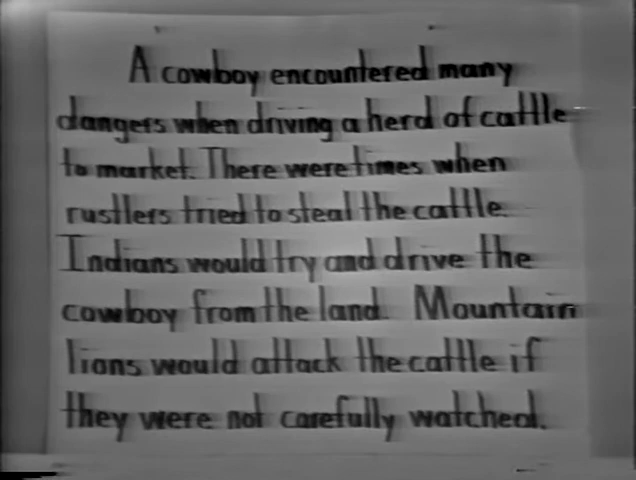 A cowboy encountered many
dangers when driving a herd of cattle
to market. There were times when
rustlers tried to steal the cattle.
Indians would try and drive the
cowboy from the land. Mountain
lions would attack the cattle if
they were not carefully watched.